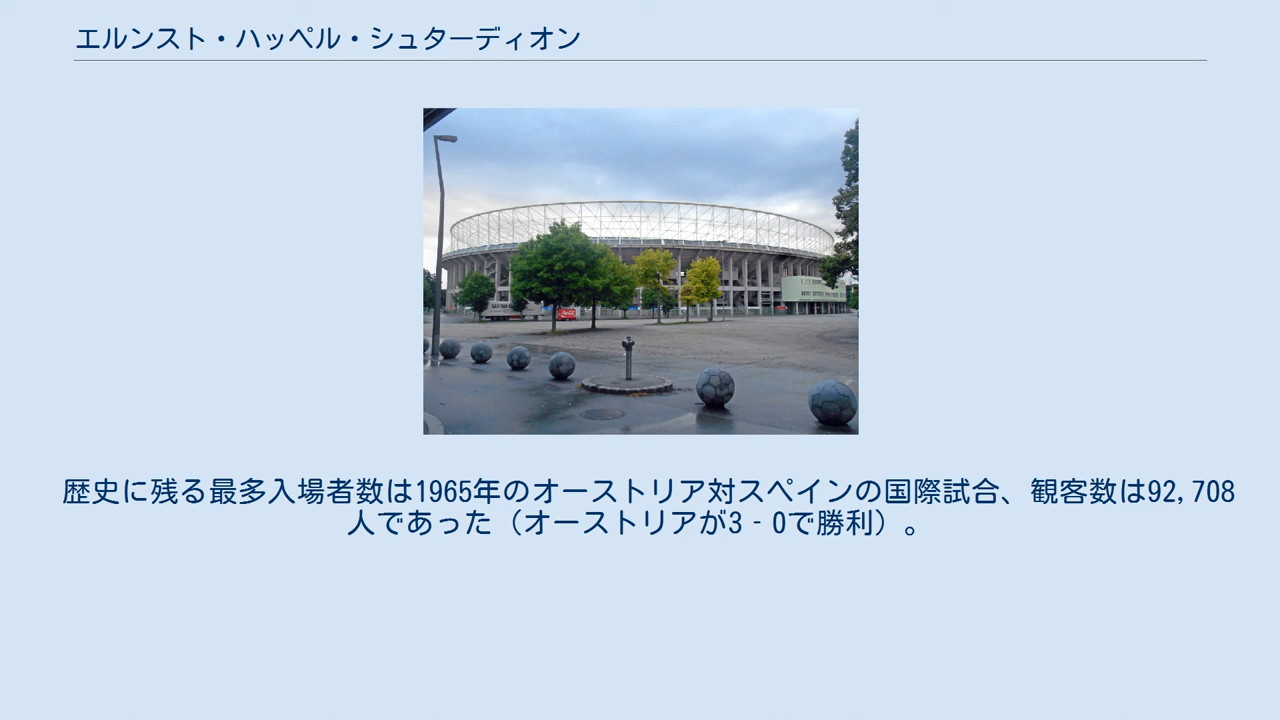 エルンスト・ハッペル・シュターディオン
歴史に残る最多入場者数は1965年のオーストリア対スペインの国際試合、観客数は92,708
人であった（オーストリアが3‐0で勝利）。